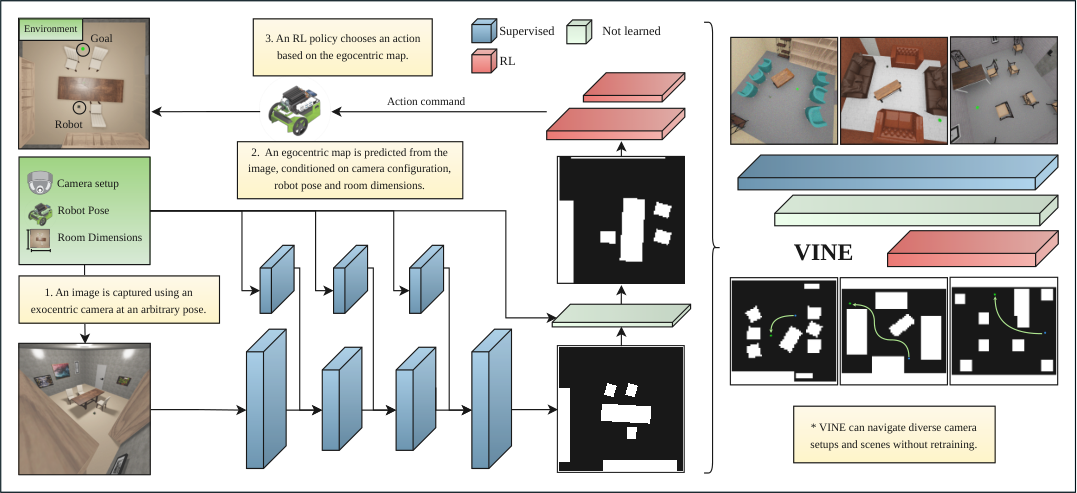 Environment
Goal
Robot
3. An RL policy chooses an action
based on the egocentric map.
Supervised
Not learned
RL
Action command
2. An egocentric map is predicted from the
image, conditioned on camera configuration,
robot pose and room dimensions.
Camera setup
Robot Pose
Room Dimensions
1. An image is captured using an
exocentric camera at an arbitrary pose.
VINE
* VINE can navigate diverse camera
setups and scenes without retraining.